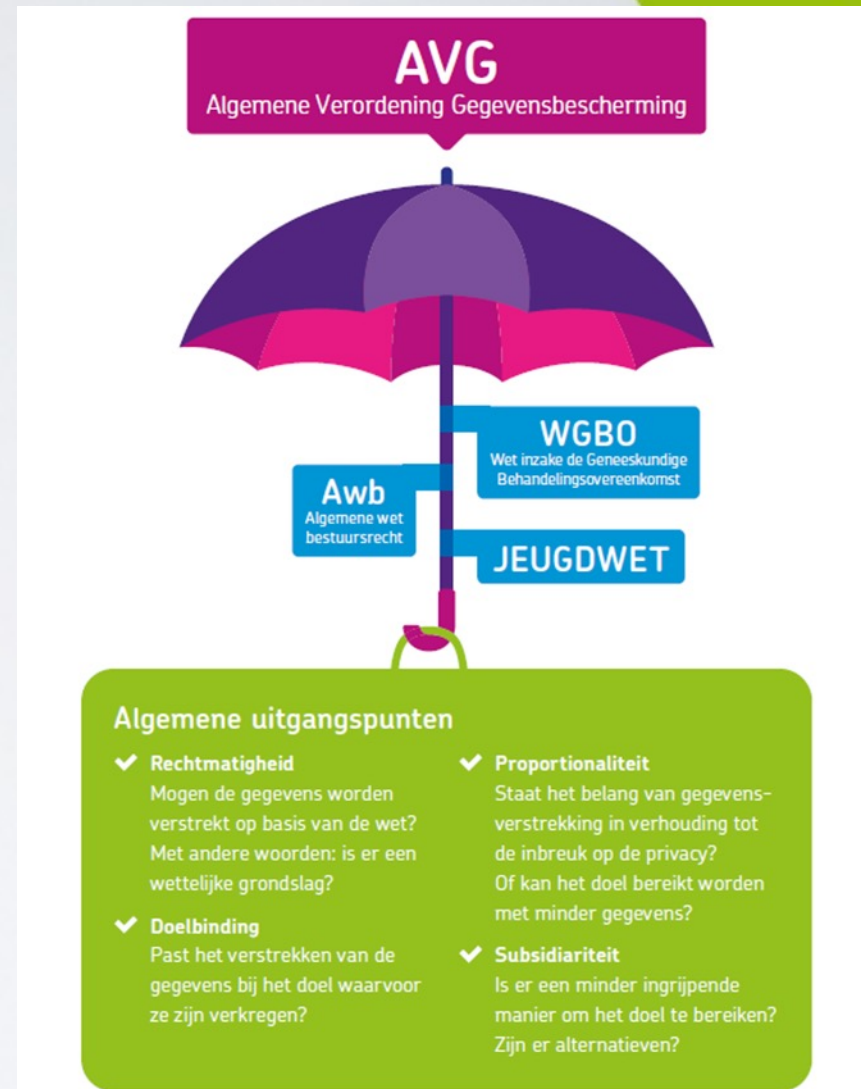 AVG
Algemene Verordening Gegevensbescherming
WGBO
Wet inzake de Geneeskundige
Behandelingsovereenkomst
Awb
Algemene wet
bestuursrecht
JEUGDWET
Algemene uitgangspunten
Rechtmatigheid
Mogen de gegevens worden
verstrekt op basis van de wet?
Met andere woorden: is er een
wettelijke grondslag?
Doelbinding
Past het verstrekken van de
gegevens bij het doel waarvoor
ze zijn verkregen?
Proportionaliteit
Staat het belang van gegevens-
verstrekking in verhouding tot
de inbreuk op de privacy?
Of kan het doel bereikt worden
met minder gegevens?
Subsidiariteit
Is er een minder ingrijpende
manier om het doel te bereiken?
Zijn er alternatieven?